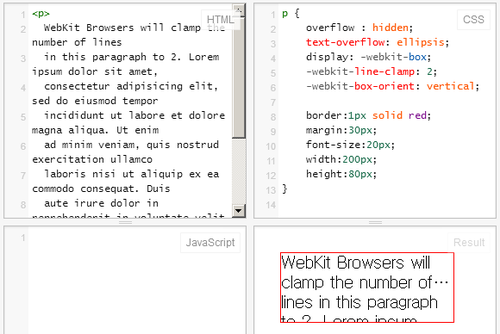 HTML
1 <p>
2 WebKit Browsers will clamp the
number of lines
3 in this paragraph to 2. Lorem
ipsum dolor sit amet,
4 consectetur adipisicing elit,
sed do eiusmod tempor
5 incididunt ut labore et dolore
magna aliqua. Ut enim
6 ad minim veniam, quis nostrud
exercitation ullamco
7 laboris nisi ut aliquip ex ea
commodo consequat. Duis
8 aute irure dolor in
reprehenderit in voluptate velit
CSS
1 p {
2 overflow : hidden;
3 text-overflow: ellipsis;
4 display: -webkit-box;
5 -webkit-line-clamp: 2;
6 -webkit-box-orient: vertical;
7
8 border:1px solid red;
9 margin:30px;
10 font-size:20px;
11 width:200px;
12 height:80px;
13 }
14
JavaScript
1
Result
WebKit Browsers will
clamp the number of…
lines in this paragraph
to 2. Lorem ipsum